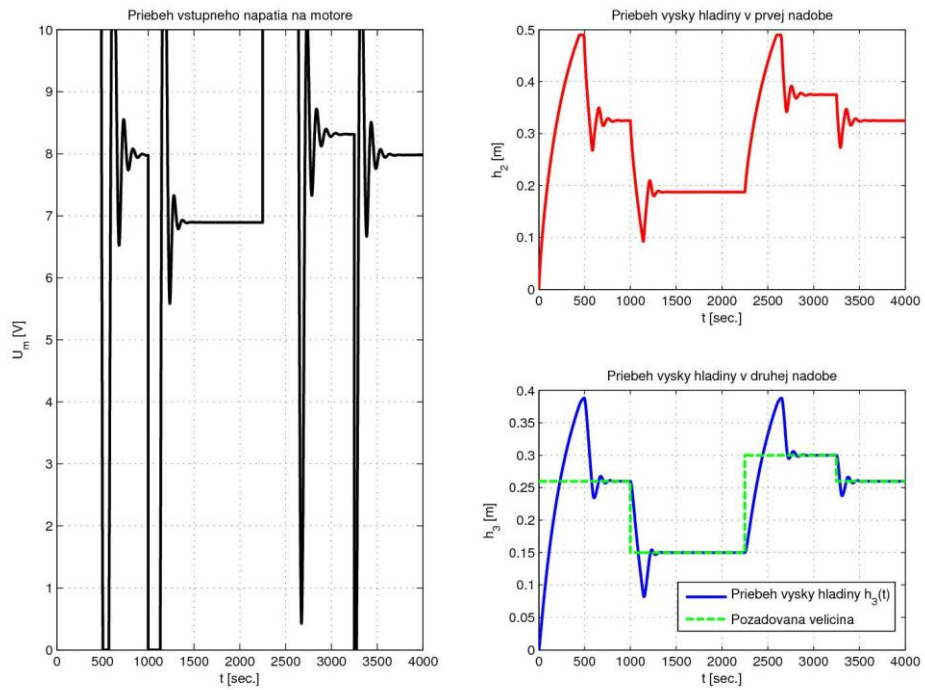 Priebeh vstupneho napatia na motore
10
9
8
7
6
5
4
3
2
1
0
U_m [V]
0 500 1000 1500 2000 2500 3000 3500 4000
t [sec.]
Priebeh vysky hladiny v prvej nadobe
0.5
0.4
0.3
0.2
0.1
0
h_2 [m]
0 500 1000 1500 2000 2500 3000 3500 4000
t [sec.]
Priebeh vysky hladiny v druhej nadobe
0.4
0.35
0.3
0.25
0.2
0.15
0.1
0.05
0
h_3 [m]
Priebeh vysky hladiny h_3(t)
Pozadovana velicina
0 500 1000 1500 2000 2500 3000 3500 4000
t [sec.]